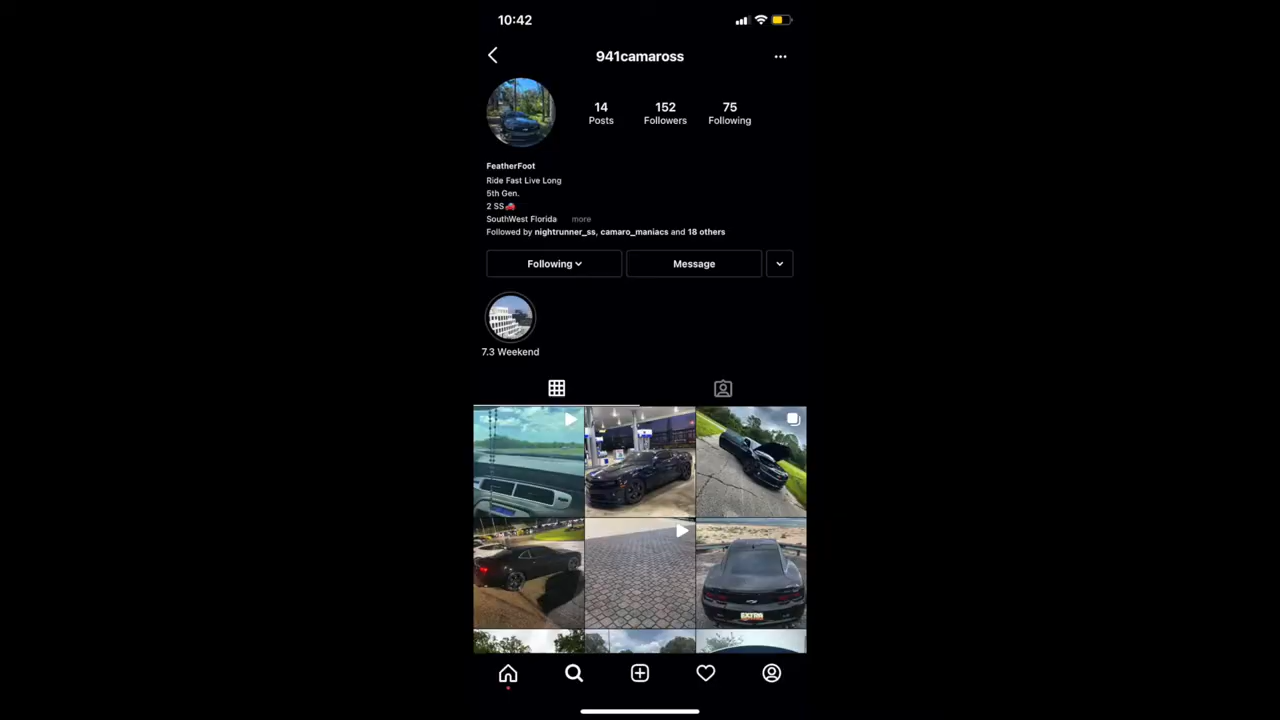 10:42
941camaross
14 152 75
Posts Followers Following
FeatherFoot
Ride Fast Live Long
5th Gen.
2 SS🚗
SouthWest Florida more
Followed by nightrunner_ss, camaro_maniacs and 18 others
Following Message
7.3 Weekend
EXTRA